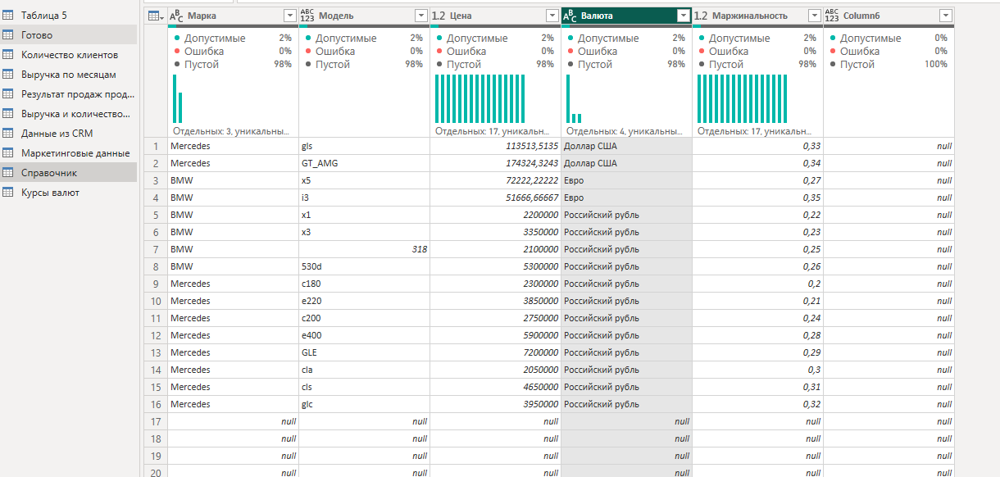 Таблица 5
Готово
Количество клиентов
Выручка по месяцам
Результат продаж прод...
Выручка и количество...
Данные из CRM
Маркетинговые данные
Справочник
Курсы валют
ABC Марка ABC 123 Модель 1.2 Цена ABC Валюта 1.2 Маржинальность ABC 123 Column6
Допустимые 2% Допустимые 2% Допустимые 2% Допустимые 2% Допустимые 2% Допустимые 0%
Ошибка 0% Ошибка 0% Ошибка 0% Ошибка 0% Ошибка 0% Ошибка 0%
Пустой 98% Пустой 98% Пустой 98% Пустой 98% Пустой 98% Пустой 100%
Отдельных: 3, уникальны... Отдельных: 17, уникальн... Отдельных: 4, уникальны... Отдельных: 17, уникальн...
1 Mercedes gls 113513,5135 Доллар США 0,33 null
2 Mercedes GT_AMG 174324,3243 Доллар США 0,34 null
3 BMW x5 72222,22222 Евро 0,27 null
4 BMW i3 51666,66667 Евро 0,35 null
5 BMW x1 2200000 Российский рубль 0,22 null
6 BMW x3 3350000 Российский рубль 0,23 null
7 BMW 318 2100000 Российский рубль 0,25 null
8 BMW 530d 5300000 Российский рубль 0,26 null
9 Mercedes c180 2300000 Российский рубль 0,2 null
10 Mercedes e220 3850000 Российский рубль 0,21 null
11 Mercedes c200 2750000 Российский рубль 0,24 null
12 Mercedes e400 5900000 Российский рубль 0,28 null
13 Mercedes GLE 7200000 Российский рубль 0,29 null
14 Mercedes cla 2050000 Российский рубль 0,3 null
15 Mercedes cls 4650000 Российский рубль 0,31 null
16 Mercedes glc 3950000 Российский рубль 0,32 null
17 null null null null null null
18 null null null null null null
19 null null null null null null
20 null null null null null null